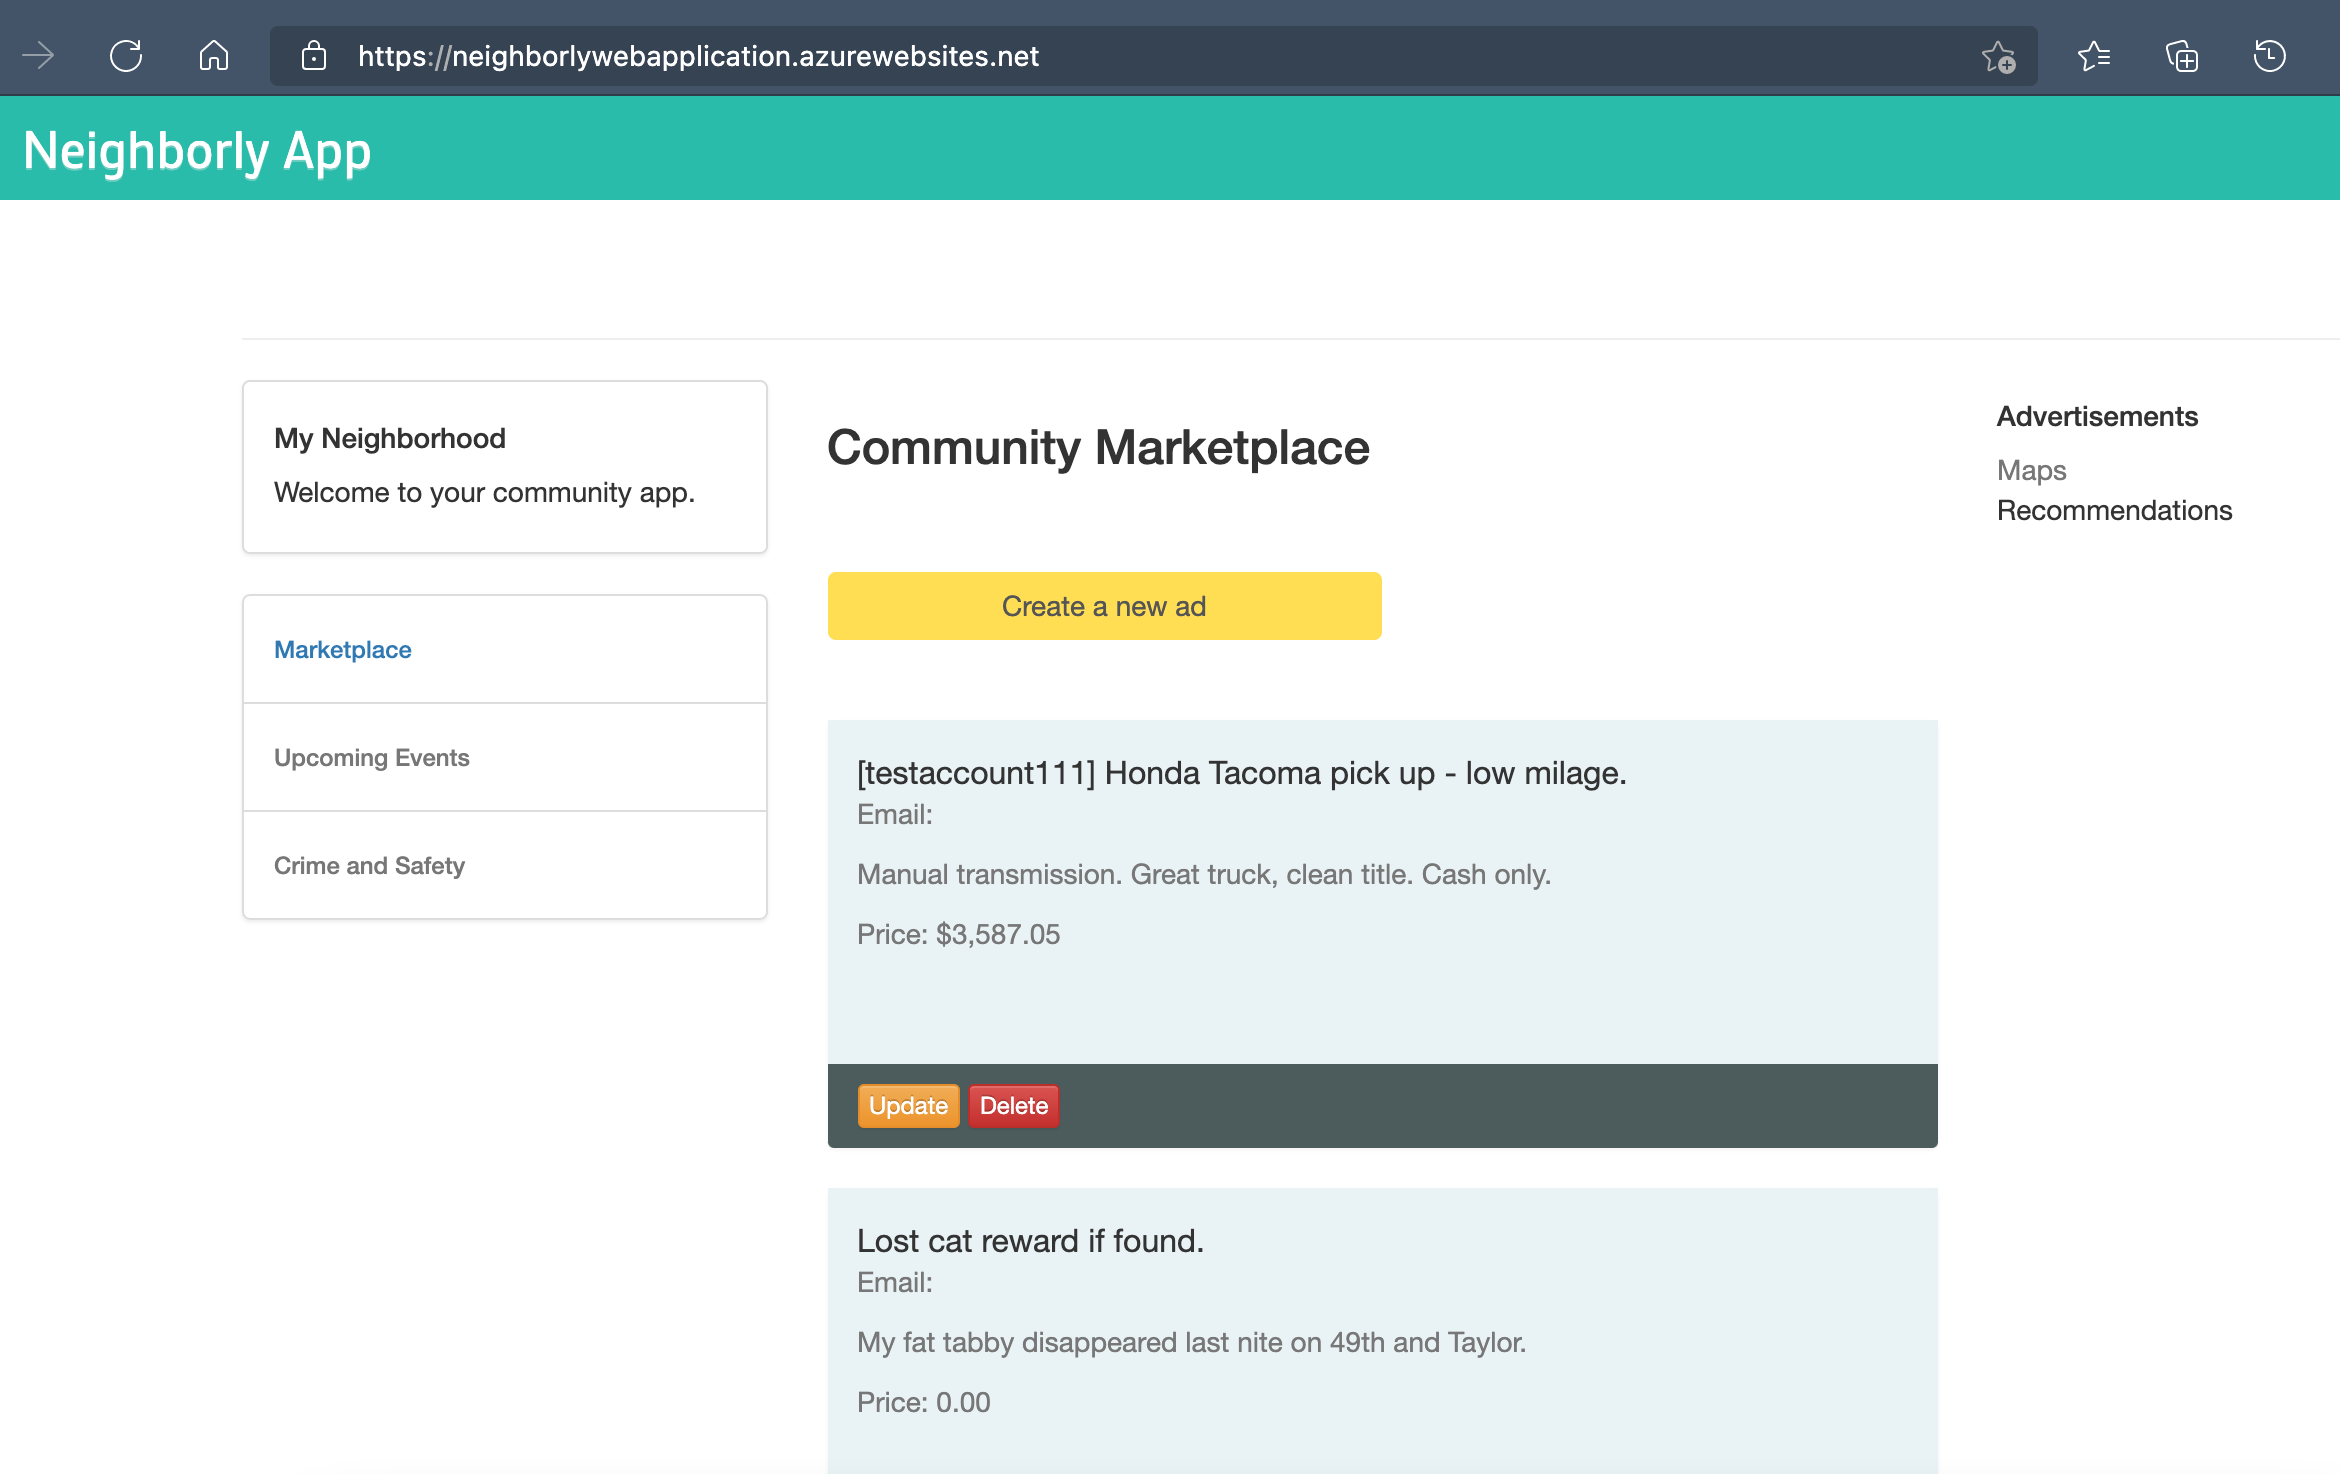 https://neighborlywebapplication.azurewebsites.net
Neighborly App
My Neighborhood
Welcome to your community app.
Marketplace
Upcoming Events
Crime and Safety
Community Marketplace
Create a new ad
[testaccount111] Honda Tacoma pick up - low milage.
Email:
Manual transmission. Great truck, clean title. Cash only.
Price: $3,587.05
Update Delete
Lost cat reward if found.
Email:
My fat tabby disappeared last nite on 49th and Taylor.
Price: 0.00
Advertisements
Maps
Recommendations